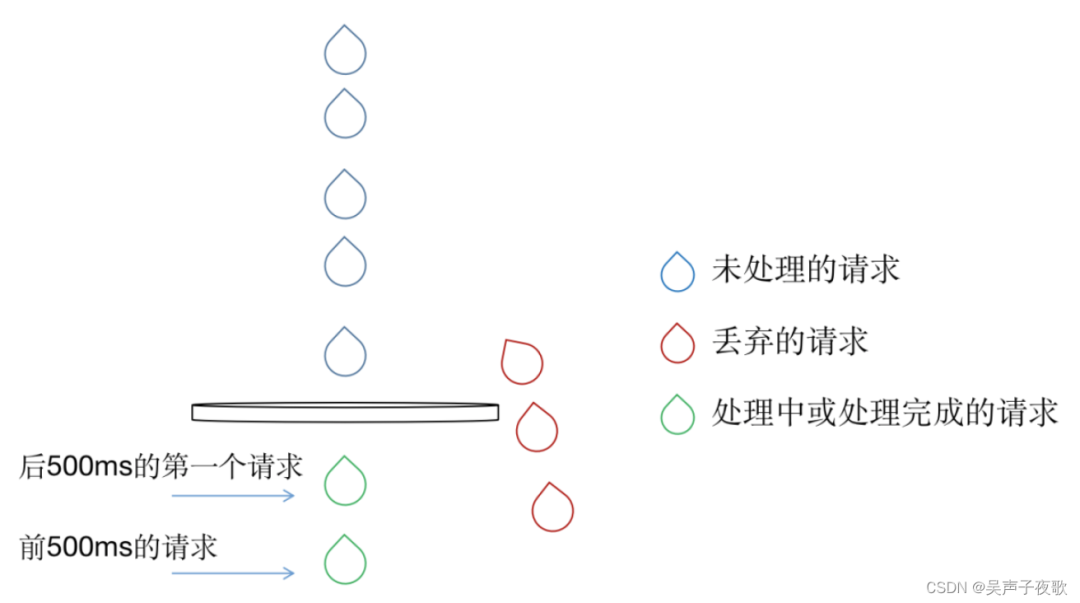 未处理的请求
丢弃的请求
处理中或处理完成的请求
后500ms的第一个请求
前500ms的请求
CSDN @吴声子夜歌